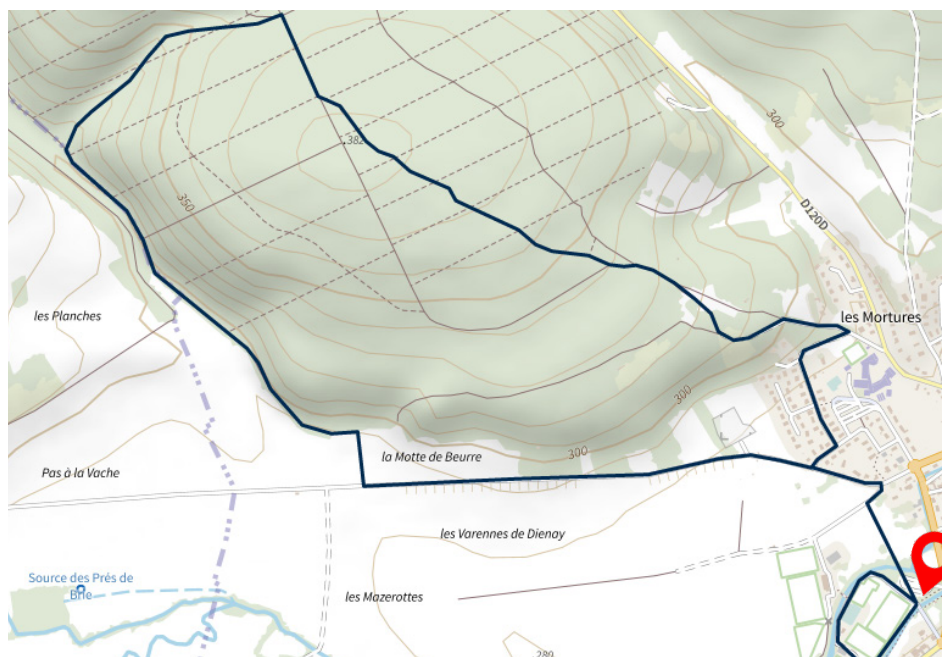 300
382
350
D120D
les Planches
les Mortures
300
la Motte de Beurre
300
Pas à la Vache
les Varennes de Dienay
Source des Prés de
Brie
les Mazerottes
289